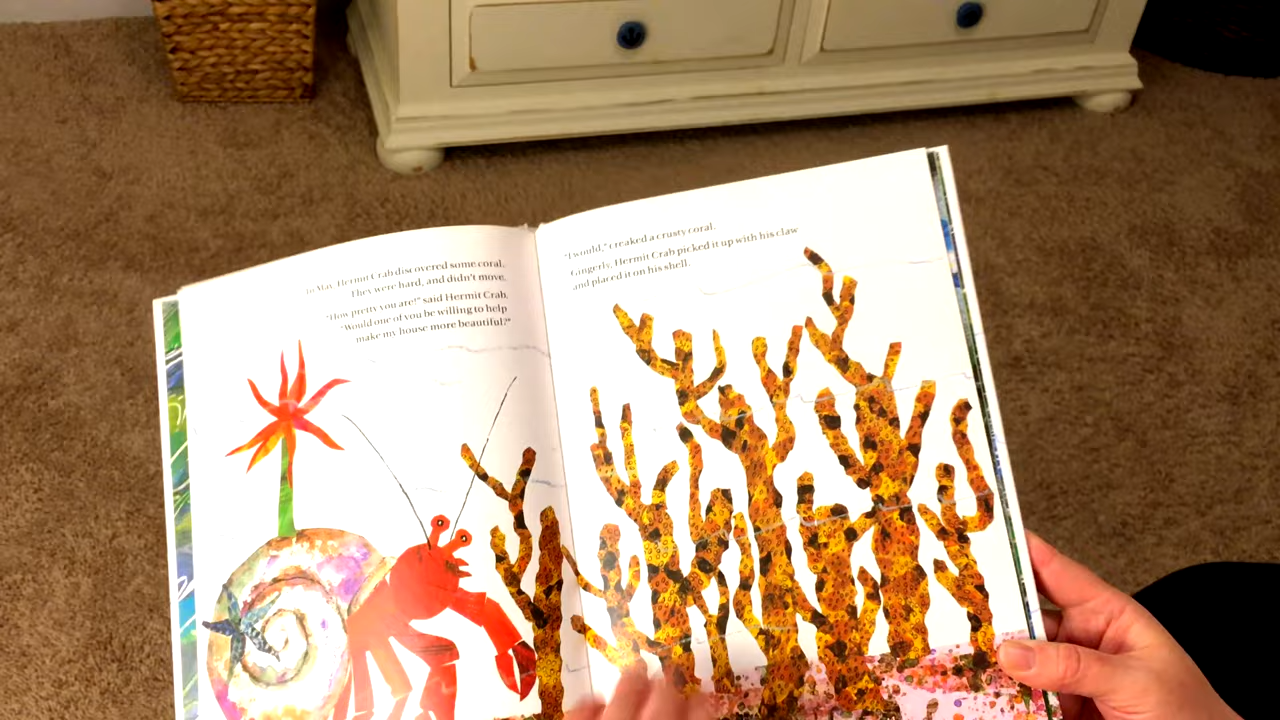 In May, Hermit Crab discovered some coral.
They were hard, and didn't move.
"How pretty you are!" said Hermit Crab.
"Would one of you be willing to help
make my house more beautiful?"
"I would," creaked a crusty coral.
Gingerly, Hermit Crab picked it up with his claw
and placed it on his shell.